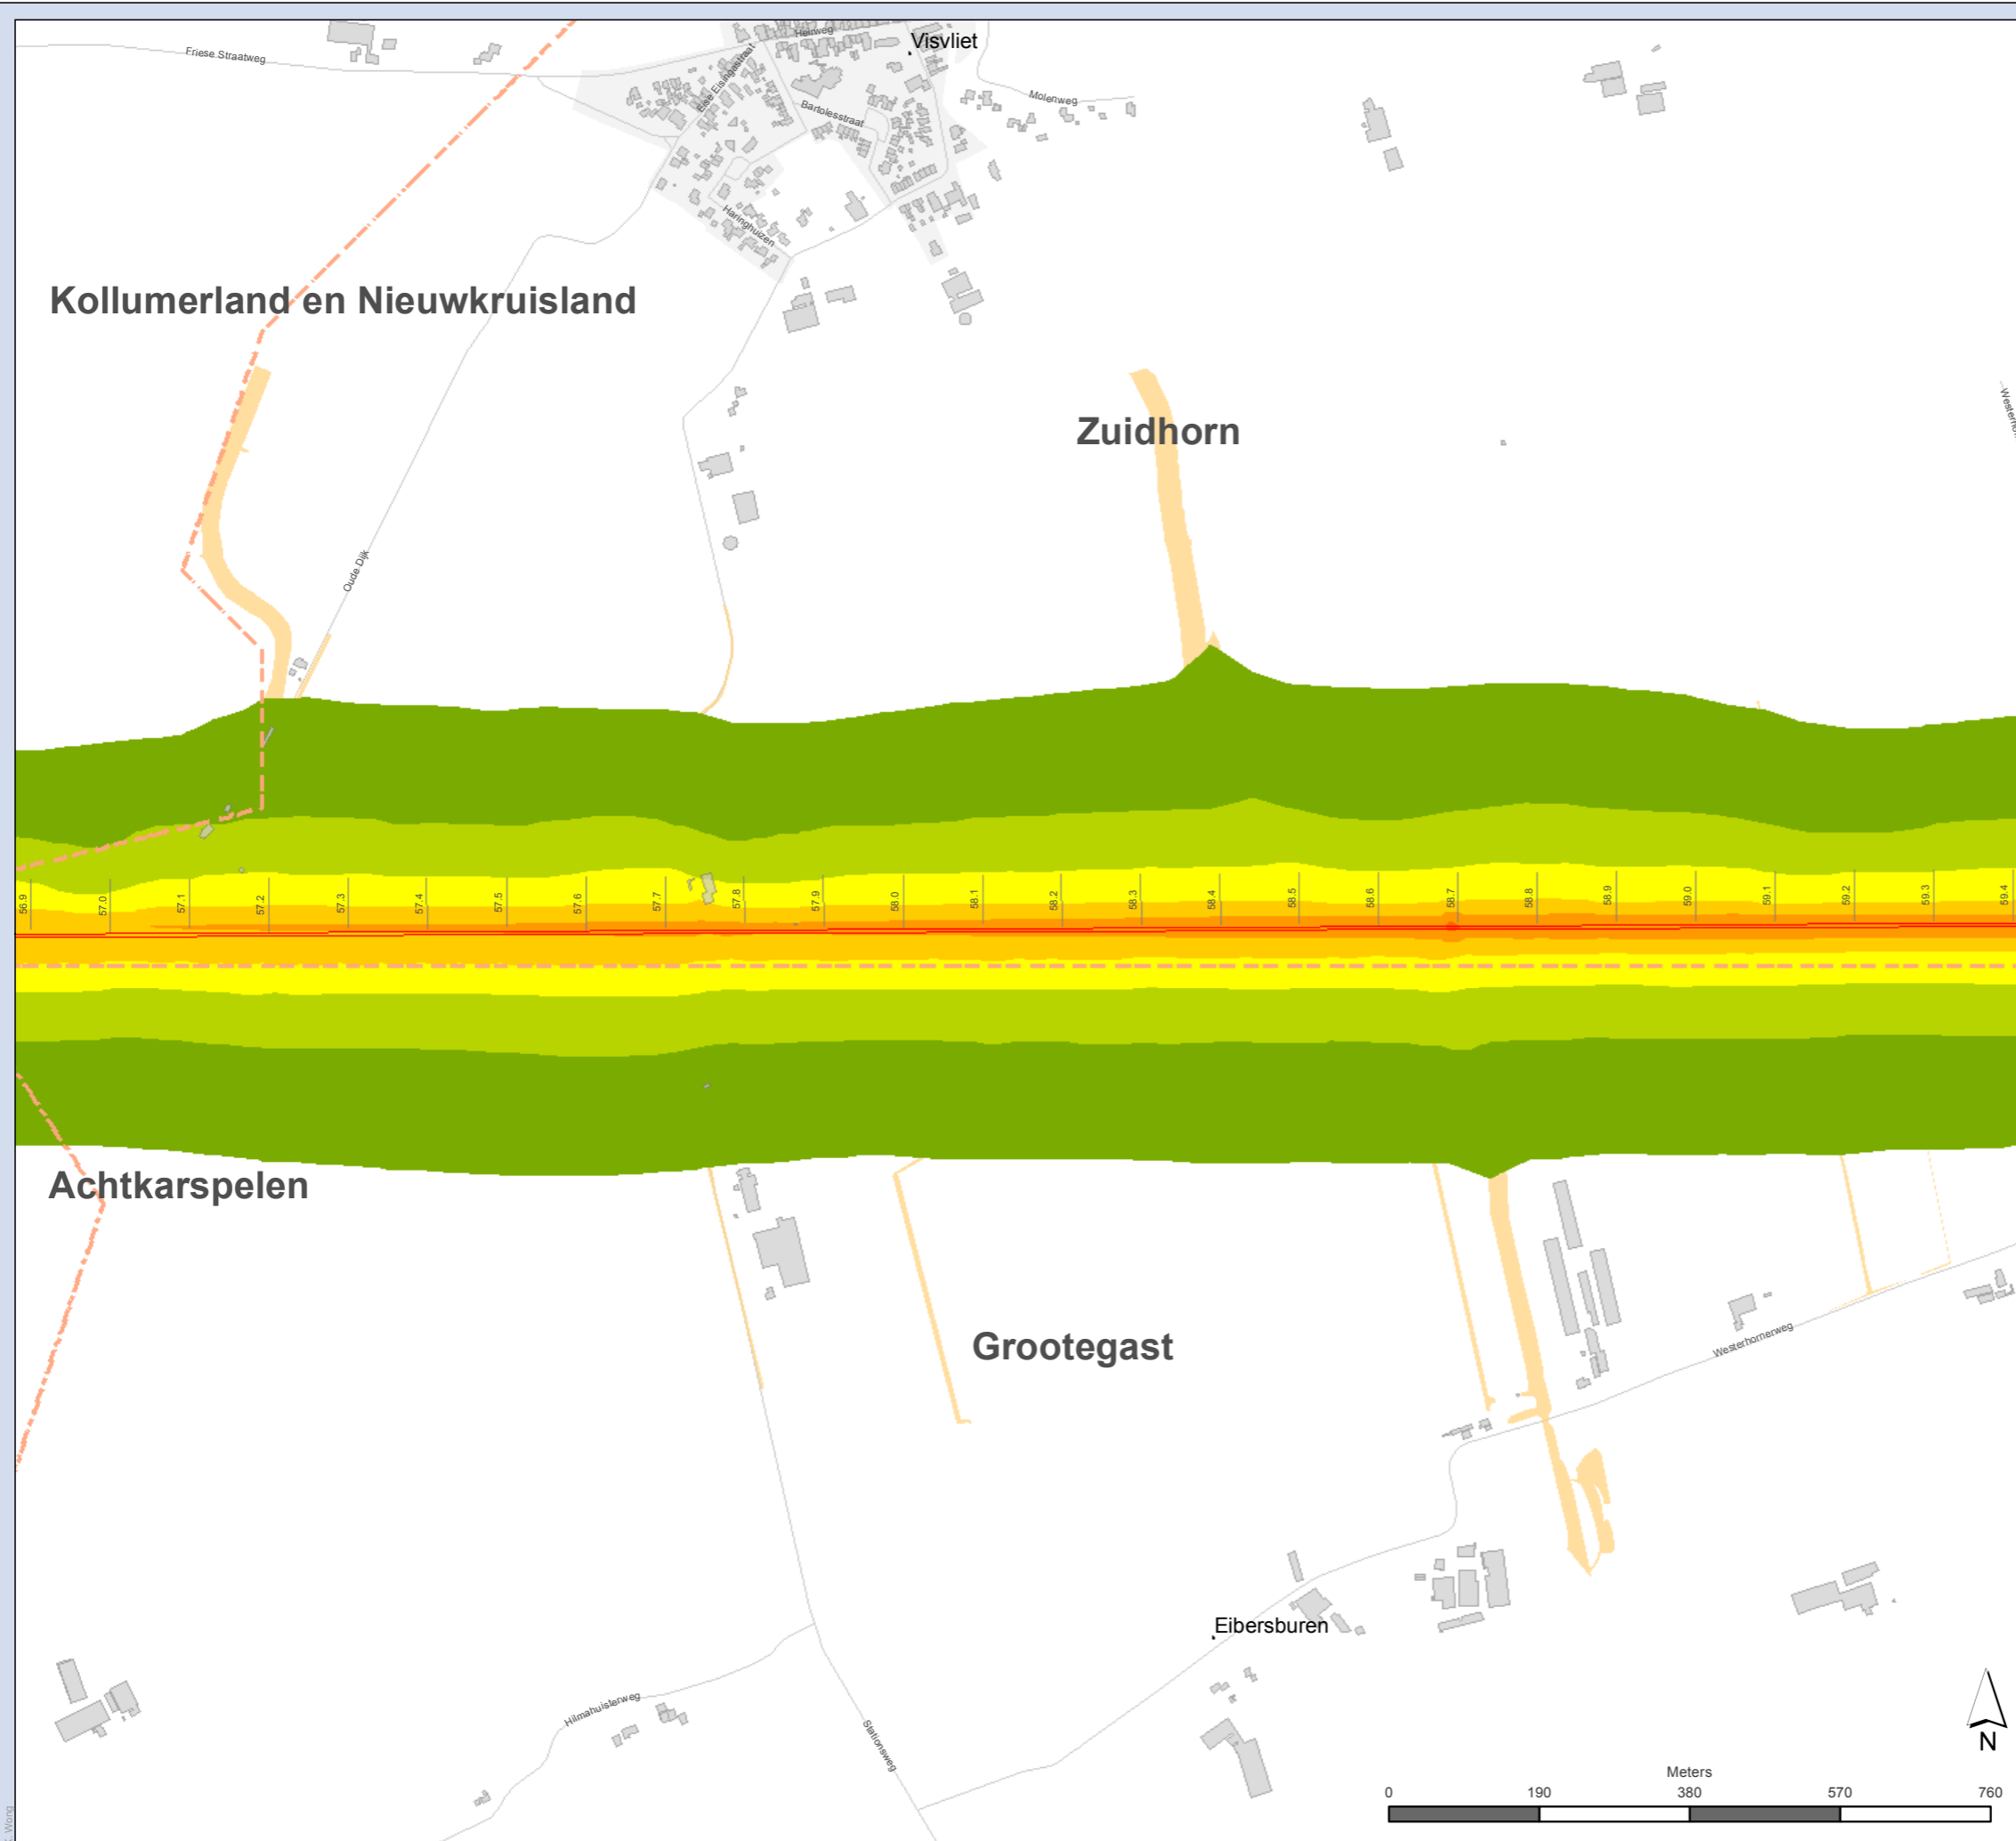 Visvliet
Heirweg
Friese Straatweg
Eise Eisingastraat
Molenweg
Bartolesstraat
Haringhuizen
Kollumerland en Nieuwkruisland
Zuidhorn
Oude Dijk
56.9
57.0
57.1
57.2
57.3
57.4
57.5
57.6
57.7
57.8
57.9
58.0
58.1
58.2
58.3
58.4
58.5
58.6
58.7
58.8
58.9
59.0
59.1
59.2
59.3
59.4
Achtkarspelen
Grootegast
Westerhornerweg
Eibersburen
Hilmahuisterweg
Stationsweg
N
Meters
0 190 380 570 760
Wong